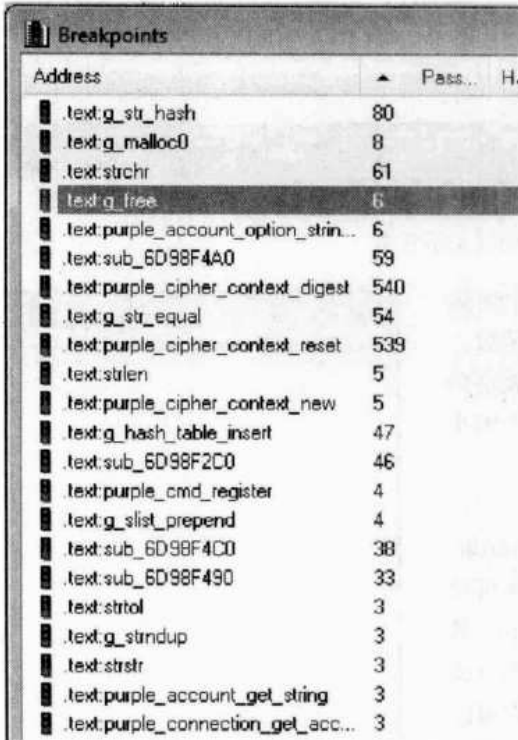 Breakpoints
Address Pass... H.
.text:g_str_hash 80
.text:g_malloc0 8
.text:strchr 61
.text:g_free 6
.text:purple_account_option_strin... 6
.text:sub_6D98F4A0 59
.text:purple_cipher_context_digest 540
.text:g_str_equal 54
.text:purple_cipher_context_reset 539
.text:strlen 5
.text:purple_cipher_context_new 5
.text:g_hash_table_insert 47
.text:sub_6D98F2C0 46
.text:purple_cmd_register 4
.text:g_slist_prepend 4
.text:sub_6D98F4C0 38
.text:sub_6D98F490 33
.text:strtol 3
.text:g_strndup 3
.text:strstr 3
.text:purple_account_get_string 3
.text:purple_connection_get_acc... 3